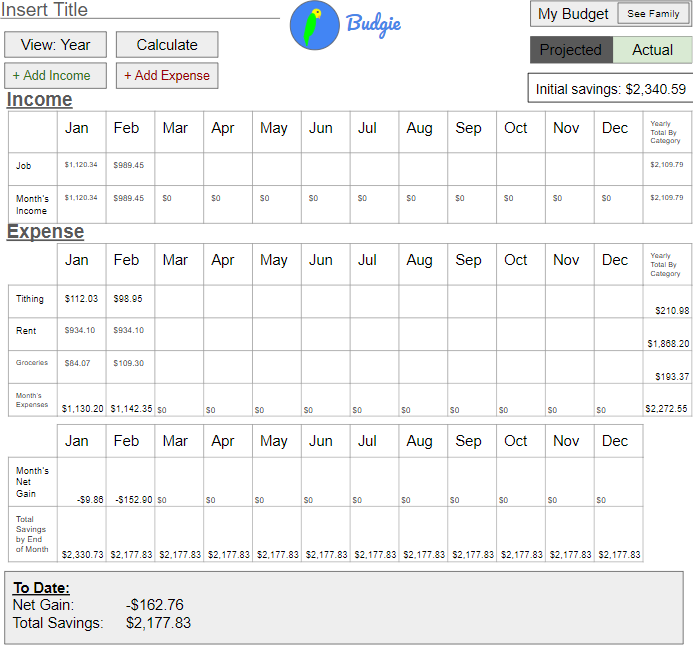 Insert Title
Budgie
My Budget See Family
View: Year Calculate
Projected Actual
+ Add Income + Add Expense
Initial savings: $2,340.59
Income
Jan Feb Mar Apr May Jun Jul Aug Sep Oct Nov Dec Yearly Total By Category
Job $1,120.34 $989.45 $2,109.79
Month's Income $1,120.34 $989.45 $0 $0 $0 $0 $0 $0 $0 $0 $0 $0 $2,109.79
Expense
Jan Feb Mar Apr May Jun Jul Aug Sep Oct Nov Dec Yearly Total By Category
Tithing $112.03 $98.95 $210.98
Rent $934.10 $934.10 $1,868.20
Groceries $84.07 $109.30 $193.37
Month's Expenses $1,130.20 $1,142.35 $0 $0 $0 $0 $0 $0 $0 $0 $0 $0 $2,272.55
Jan Feb Mar Apr May Jun Jul Aug Sep Oct Nov Dec
Month's Net Gain -$9.86 -$152.90 $0 $0 $0 $0 $0 $0 $0 $0 $0 $0
Total Savings by End of Month $2,330.73 $2,177.83 $2,177.83 $2,177.83 $2,177.83 $2,177.83 $2,177.83 $2,177.83 $2,177.83 $2,177.83 $2,177.83 $2,177.83
To Date:
Net Gain: -$162.76
Total Savings: $2,177.83